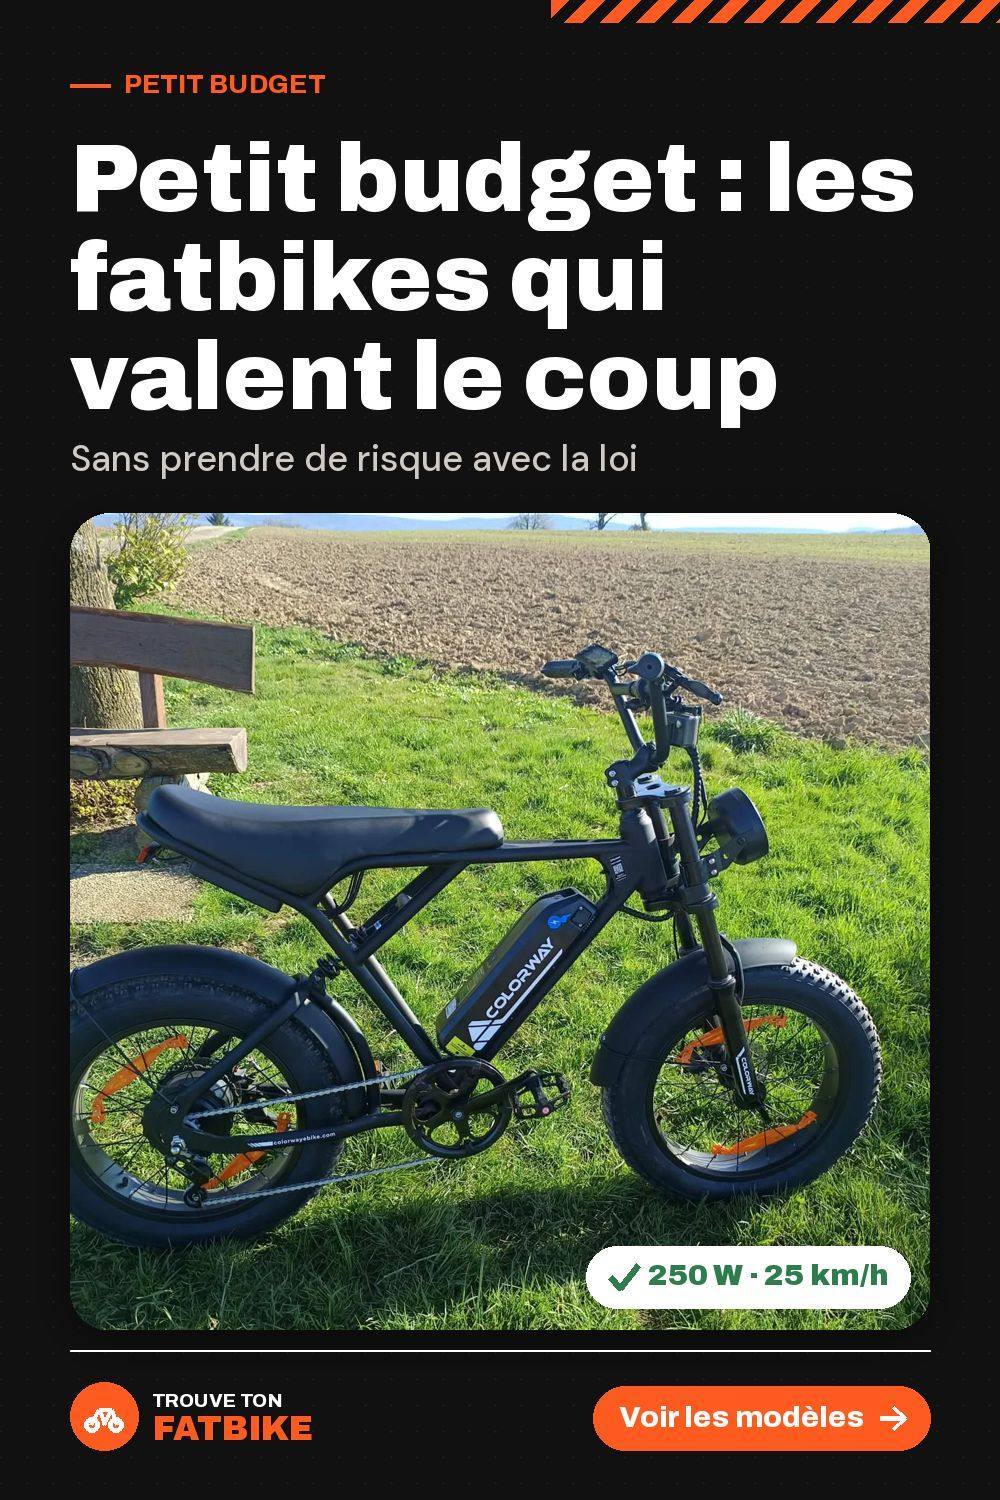 PETIT BUDGET
Petit budget : les
fatbikes qui
valent le coup
Sans prendre de risque avec la loi
COLORWAY
COLORWAY
colorwayebike.com
250 W · 25 km/h
TROUVE TON
FATBIKE
Voir les modèles